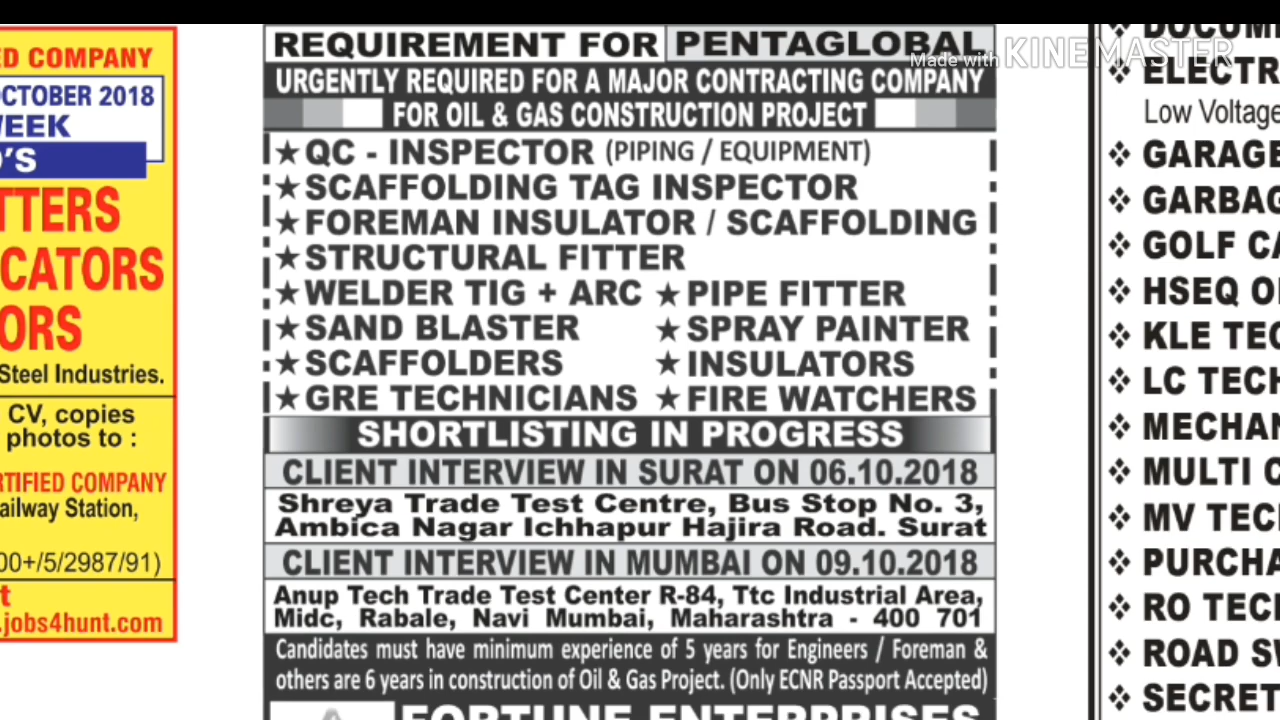 ED COMPANY
OCTOBER 2018
WEEK
O'S
TTERS
CATORS
ORS
Steel Industries.
CV, copies
photos to :
RTIFIED COMPANY
ailway Station,
00+/5/2987/91)
t
.jobs4hunt.com
REQUIREMENT FOR PENTAGLOBAL
Made with KINEMASTER
URGENTLY REQUIRED FOR A MAJOR CONTRACTING COMPANY
FOR OIL & GAS CONSTRUCTION PROJECT
★ QC - INSPECTOR (PIPING / EQUIPMENT)
★ SCAFFOLDING TAG INSPECTOR
★ FOREMAN INSULATOR / SCAFFOLDING
★ STRUCTURAL FITTER
★ WELDER TIG + ARC ★ PIPE FITTER
★ SAND BLASTER ★ SPRAY PAINTER
★ SCAFFOLDERS ★ INSULATORS
★ GRE TECHNICIANS ★ FIRE WATCHERS
SHORTLISTING IN PROGRESS
CLIENT INTERVIEW IN SURAT ON 06.10.2018
Shreya Trade Test Centre, Bus Stop No. 3,
Ambica Nagar Ichhapur Hajira Road. Surat
CLIENT INTERVIEW IN MUMBAI ON 09.10.2018
Anup Tech Trade Test Center R-84, Ttc Industrial Area,
Midc, Rabale, Navi Mumbai, Maharashtra - 400 701
Candidates must have minimum experience of 5 years for Engineers / Foreman &
others are 6 years in construction of Oil & Gas Project. (Only ECNR Passport Accepted)
FORTUNE ENTERPRISES
❖ DOCUM
❖ ELECTR
Low Voltage
❖ GARAGE
❖ GARBAG
❖ GOLF CA
❖ HSEQ O
❖ KLE TEC
❖ LC TECH
❖ MECHAN
❖ MULTI C
❖ MV TECH
❖ PURCHA
❖ RO TECH
❖ ROAD SW
❖ SECRET